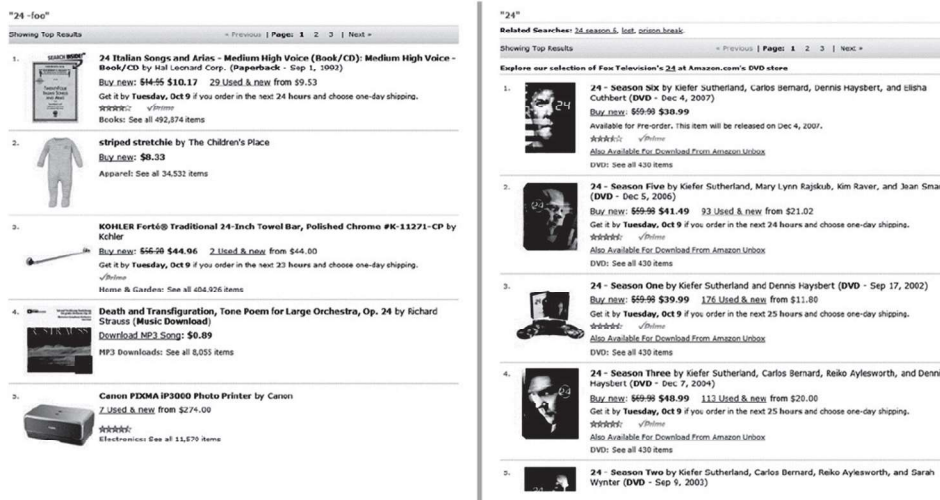 "24 -foo"
Showing Top Results « Previous | Page: 1 2 3 | Next »
1. 24 Italian Songs and Arias - Medium High Voice (Book/CD): Medium High Voice -
Book/CD by Hal Leonard Corp. (Paperback - Sep 1, 1992)
Buy new: $14.95 $10.17 29 Used & new from $9.53
Get it by Tuesday, Oct 9 if you order in the next 24 hours and choose one-day shipping.
Prime
Books: See all 492,874 items
2. striped stretchie by The Children's Place
Buy new: $8.33
Apparel: See all 34,532 items
3. KOHLER Forté® Traditional 24-Inch Towel Bar, Polished Chrome #K-11271-CP by
Kohler
Buy new: $56.20 $44.96 2 Used & new from $44.00
Get it by Tuesday, Oct 9 if you order in the next 23 hours and choose one-day shipping.
Prime
Home & Garden: See all 404,926 items
4. Death and Transfiguration, Tone Poem for Large Orchestra, Op. 24 by Richard
Strauss (Music Download)
Download MP3 Song: $0.89
MP3 Downloads: See all 8,055 items
5. Canon PIXMA iP3000 Photo Printer by Canon
7 Used & new from $274.00
Electronics: See all 11,570 items
"24"
Related Searches: 24 season 6, lost, prison break.
Showing Top Results « Previous | Page: 1 2 3 | Next »
Explore our selection of Fox Television's 24 at Amazon.com's DVD store
1. 24 - Season Six by Kiefer Sutherland, Carlos Bernard, Dennis Haysbert, and Elisha
Cuthbert (DVD - Dec 4, 2007)
Buy new: $59.98 $38.99
Available for Pre-order. This item will be released on Dec 4, 2007.
Prime
Also Available For Download From Amazon Unbox
DVD: See all 430 items
2. 24 - Season Five by Kiefer Sutherland, Mary Lynn Rajskub, Kim Raver, and Jean Smar
(DVD - Dec 5, 2006)
Buy new: $59.98 $41.49 93 Used & new from $21.02
Get it by Tuesday, Oct 9 if you order in the next 24 hours and choose one-day shipping.
Prime
Also Available For Download From Amazon Unbox
DVD: See all 430 items
3. 24 - Season One by Kiefer Sutherland and Dennis Haysbert (DVD - Sep 17, 2002)
Buy new: $59.98 $39.99 176 Used & new from $11.80
Get it by Tuesday, Oct 9 if you order in the next 25 hours and choose one-day shipping.
Prime
Also Available For Download From Amazon Unbox
DVD: See all 430 items
4. 24 - Season Three by Kiefer Sutherland, Carlos Bernard, Reiko Aylesworth, and Denni
Haysbert (DVD - Dec 7, 2004)
Buy new: $69.98 $48.99 113 Used & new from $20.00
Get it by Tuesday, Oct 9 if you order in the next 25 hours and choose one-day shipping.
Prime
Also Available For Download From Amazon Unbox
DVD: See all 430 items
5. 24 - Season Two by Kiefer Sutherland, Carlos Bernard, Reiko Aylesworth, and Sarah
Wynter (DVD - Sep 9, 2003)